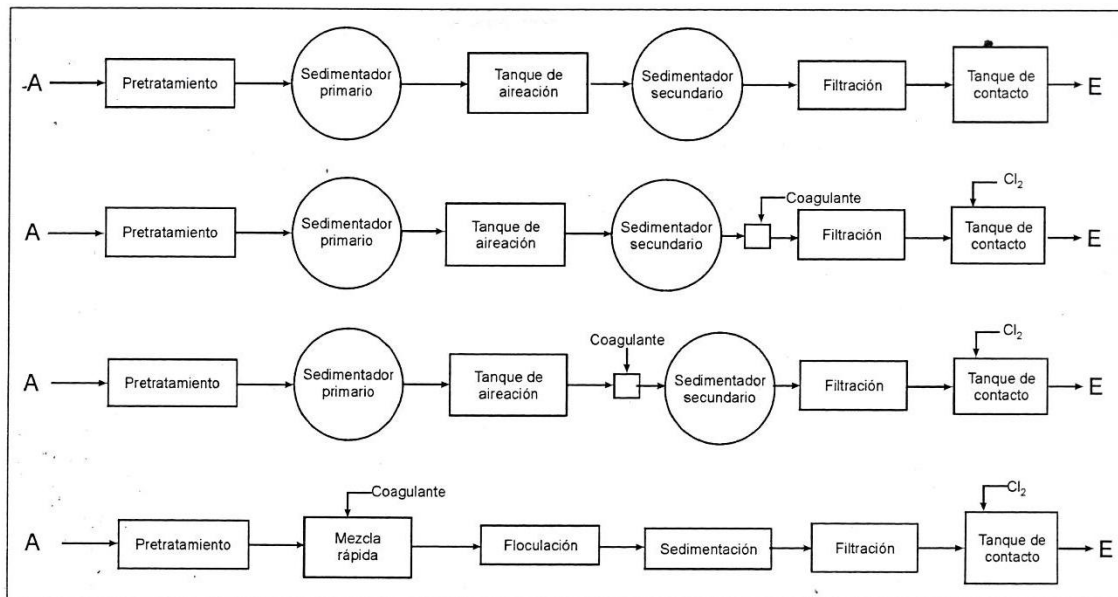 A
Pretratamiento
Sedimentador
primario
Tanque de
aireación
Sedimentador
secundario
Filtración
Tanque de
contacto
E
A
Pretratamiento
Sedimentador
primario
Tanque de
aireación
Sedimentador
secundario
Coagulante
Filtración
Cl₂
Tanque de
contacto
E
A
Pretratamiento
Sedimentador
primario
Tanque de
aireación
Coagulante
Sedimentador
secundario
Filtración
Cl₂
Tanque de
contacto
E
A
Pretratamiento
Coagulante
Mezcla
rápida
Floculación
Sedimentación
Filtración
Cl₂
Tanque de
contacto
E